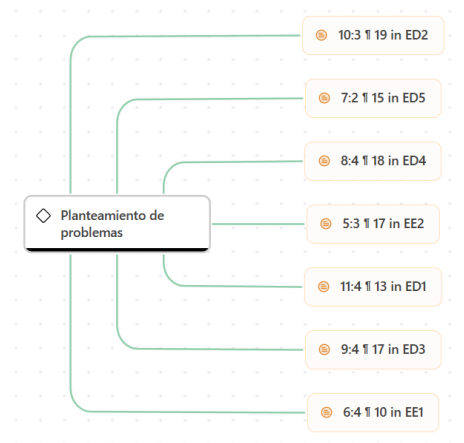 10:3 ¶ 19 in ED2
7:2 ¶ 15 in ED5
8:4 ¶ 18 in ED4
Planteamiento de
problemas
5:3 ¶ 17 in EE2
11:4 ¶ 13 in ED1
9:4 ¶ 17 in ED3
6:4 ¶ 10 in EE1